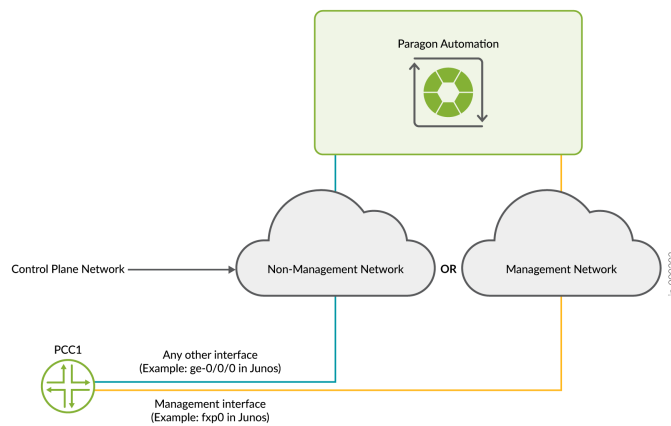 Paragon Automation
Control Plane Network
Non-Management Network
OR
Management Network
PCC1
Any other interface
(Example: ge-0/0/0 in Junos)
Management interface
(Example: fxp0 in Junos)